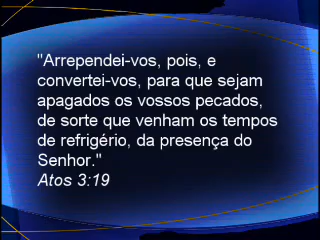 "Arrependei-vos, pois, e
convertei-vos, para que sejam
apagados os vossos pecados,
de sorte que venham os tempos
de refrigério, da presença do
Senhor."
Atos 3:19